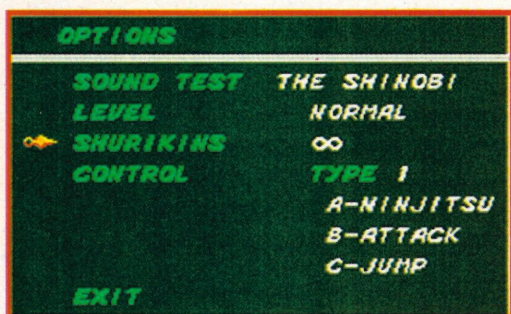 OPTIONS
SOUND TEST THE SHINOBI
LEVEL NORMAL
SHURIKINS ∞
CONTROL TYPE 1
A-NINJITSU
B-ATTACK
C-JUMP
EXIT